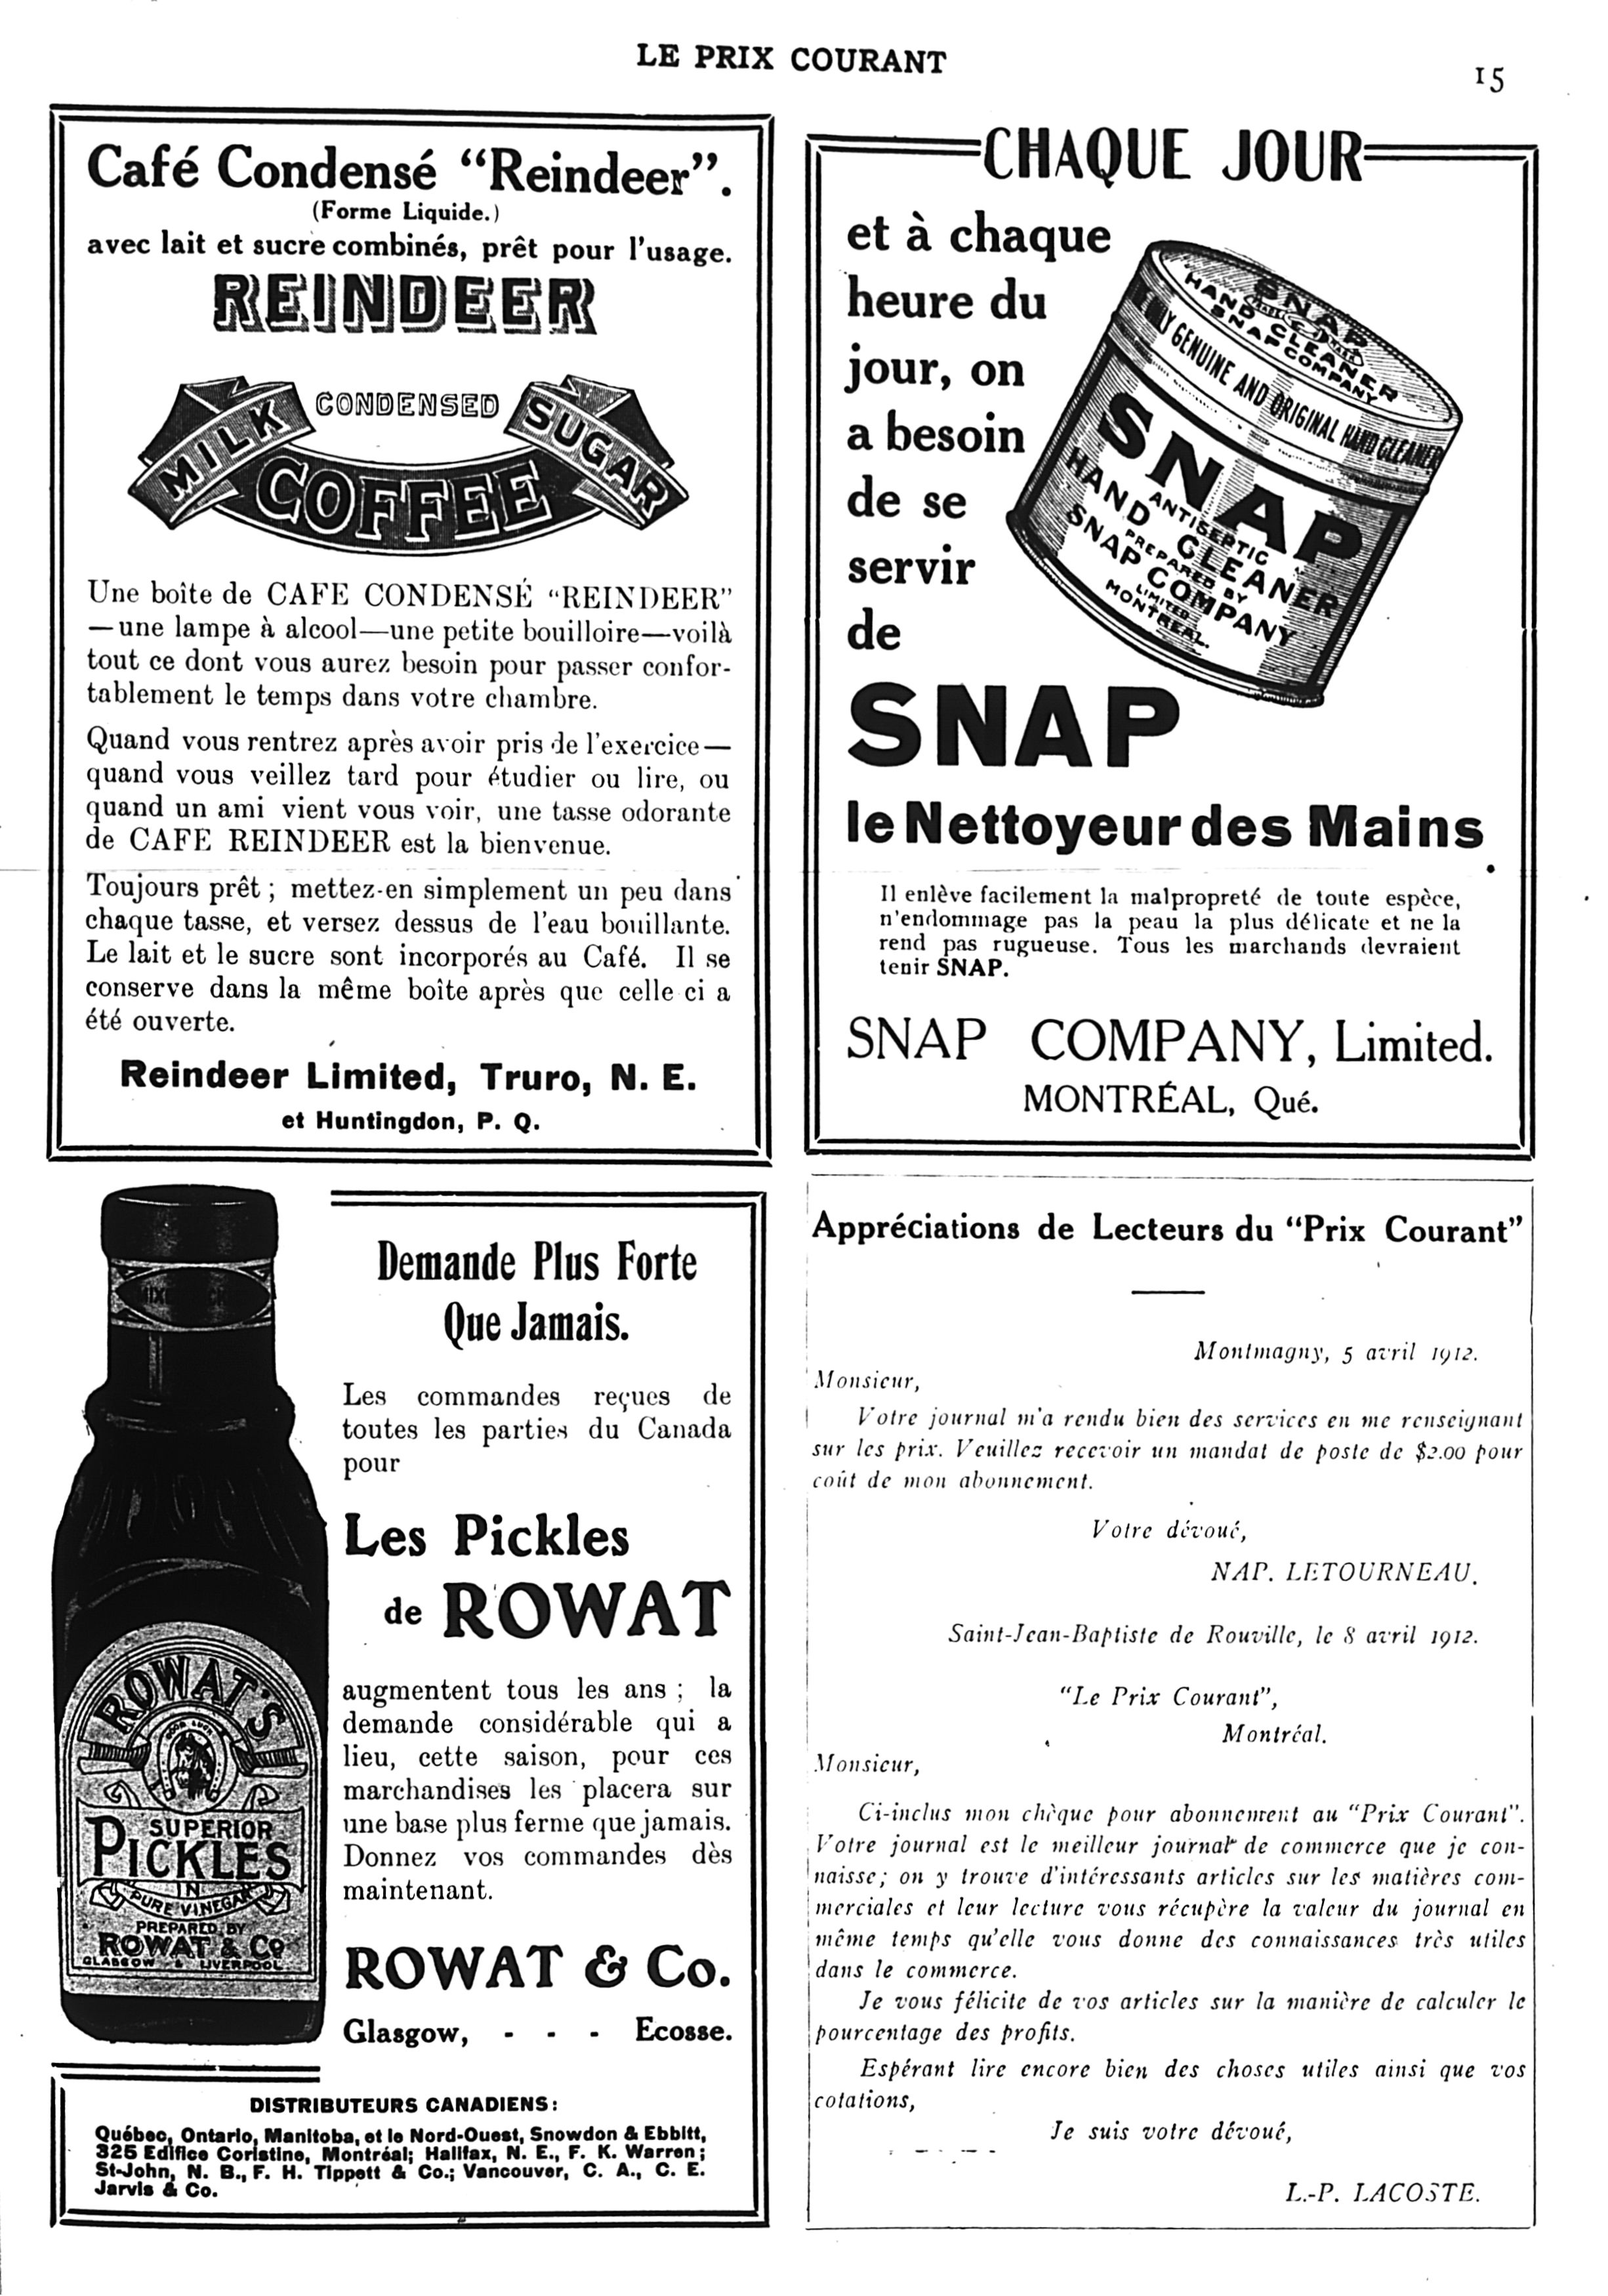 LE PRIX COURANT
15
Café Condensé “Reindeer”.
(Forme Liquide.)
avec lait et sucre combinés, prêt pour l'usage.
REINDEER
CONDENSED
MILK
COFFEE
SUGAR
Une boîte de CAFE CONDENSÉ “REINDEER”
—une lampe à alcool—une petite bouilloire—voilà
tout ce dont vous aurez besoin pour passer confor-
tablement le temps dans votre chambre.
Quand vous rentrez après avoir pris de l'exercice—
quand vous veillez tard pour étudier ou lire, ou
quand un ami vient vous voir, une tasse odorante
de CAFE REINDEER est la bienvenue.
Toujours prêt ; mettez-en simplement un peu dans
chaque tasse, et versez dessus de l'eau bouillante.
Le lait et le sucre sont incorporés au Café. Il se
conserve dans la même boîte après que celle ci a
été ouverte.
Reindeer Limited, Truro, N. E.
et Huntingdon, P. Q.
CHAQUE JOUR
et à chaque
heure du
jour, on
a besoin
de se
servir
de
SNAP
le Nettoyeur des Mains
SNAP
HAND CLEANER
SNAP COMPANY
ONLY GENUINE AND ORIGINAL HAND CLEANER
SNAP
ANTISEPTIC
HAND CLEANER
PREPARED BY
SNAP COMPANY
LIMITED
MONTREAL.
Il enlève facilement la malpropreté de toute espèce,
n'endommage pas la peau la plus délicate et ne la
rend pas rugueuse. Tous les marchands devraient
tenir SNAP.
SNAP COMPANY, Limited.
MONTRÉAL, Qué.
Demande Plus Forte
Que Jamais.
Les commandes reçues de
toutes les parties du Canada
pour
Les Pickles
de ROWAT
augmentent tous les ans ; la
demande considérable qui a
lieu, cette saison, pour ces
marchandises les placera sur
une base plus ferme que jamais.
Donnez vos commandes dès
maintenant.
ROWAT & Co.
Glasgow, - - - Ecosse.
ROWAT'S
GOOD LUCK
SUPERIOR
PICKLES
IN
PURE VINEGAR
PREPARED BY
ROWAT & Co
GLASGOW & LIVERPOOL
DISTRIBUTEURS CANADIENS:
Québec, Ontario, Manitoba, et le Nord-Ouest, Snowdon & Ebbitt,
325 Edifice Coristine, Montréal; Halifax, N. E., F. K. Warren;
St-John, N. B., F. H. Tippett & Co.; Vancouver, C. A., C. E.
Jarvis & Co.
Appréciations de Lecteurs du “Prix Courant”
Montmagny, 5 avril 1912.
Monsieur,
Votre journal m'a rendu bien des services en me renseignant
sur les prix. Veuillez recevoir un mandat de poste de $2.00 pour
coût de mon abonnement.
Votre dévoué,
NAP. LETOURNEAU.
Saint-Jean-Baptiste de Rouville, le 8 avril 1912.
“Le Prix Courant”,
Montréal.
Monsieur,
Ci-inclus mon chèque pour abonnement au “Prix Courant”.
Votre journal est le meilleur journal de commerce que je con-
naisse; on y trouve d'intéressants articles sur les matières com-
merciales et leur lecture vous récupère la valeur du journal en
même temps qu'elle vous donne des connaissances très utiles
dans le commerce.
Je vous félicite de vos articles sur la manière de calculer le
pourcentage des profits.
Espérant lire encore bien des choses utiles ainsi que vos
cotations,
Je suis votre dévoué,
L.-P. LACOSTE.